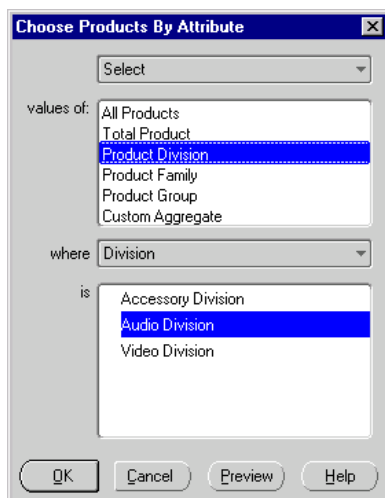 Choose Products By Attribute
Select
values of:
All Products
Total Product
Product Division
Product Family
Product Group
Custom Aggregate
where Division
is
Accessory Division
Audio Division
Video Division
OK Cancel Preview Help